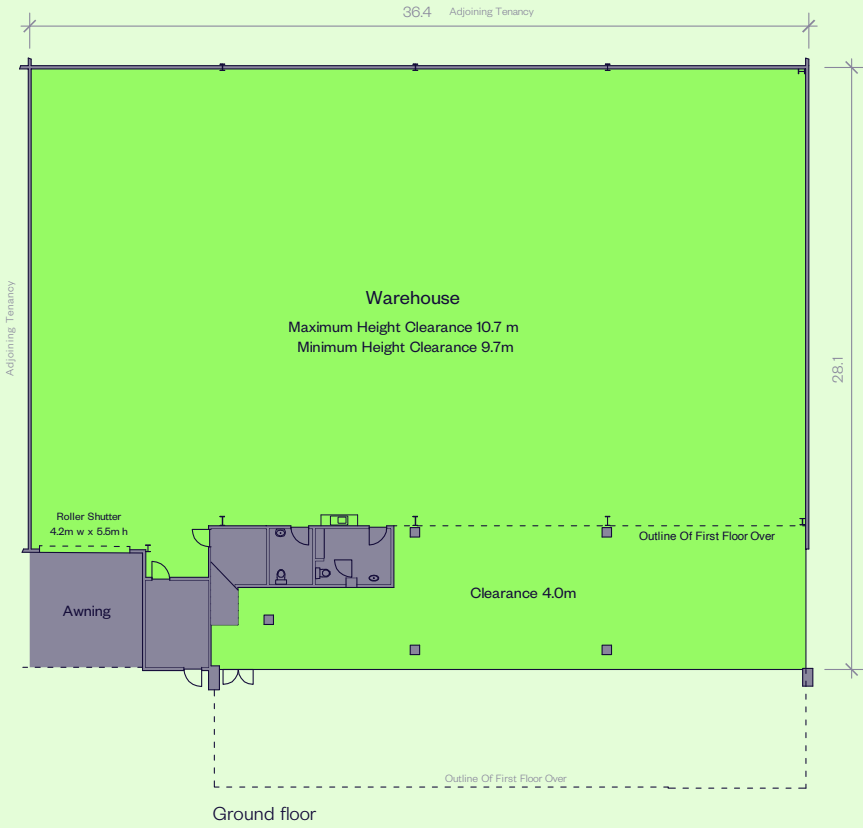 36.4 Adjoining Tenancy
Adjoining Tenancy
Warehouse
Maximum Height Clearance 10.7 m
Minimum Height Clearance 9.7m
28.1
Roller Shutter
4.2m w x 5.5m h
Outline Of First Floor Over
Clearance 4.0m
Awning
Outline Of First Floor Over
Ground floor